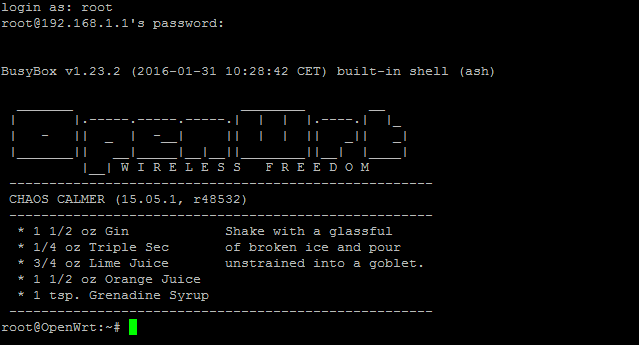 login as: root
root@192.168.1.1's password:
BusyBox v1.23.2 (2016-01-31 10:28:42 CET) built-in shell (ash)
OpenWrt
W I R E L E S S   F R E E D O M
-----------------------------------------------------
CHAOS CALMER (15.05.1, r48532)
-----------------------------------------------------
* 1 1/2 oz Gin            Shake with a glassful
* 1/4 oz Triple Sec       of broken ice and pour
* 3/4 oz Lime Juice       unstrained into a goblet.
* 1 1/2 oz Orange Juice
* 1 tsp. Grenadine Syrup
-----------------------------------------------------
root@OpenWrt:~#